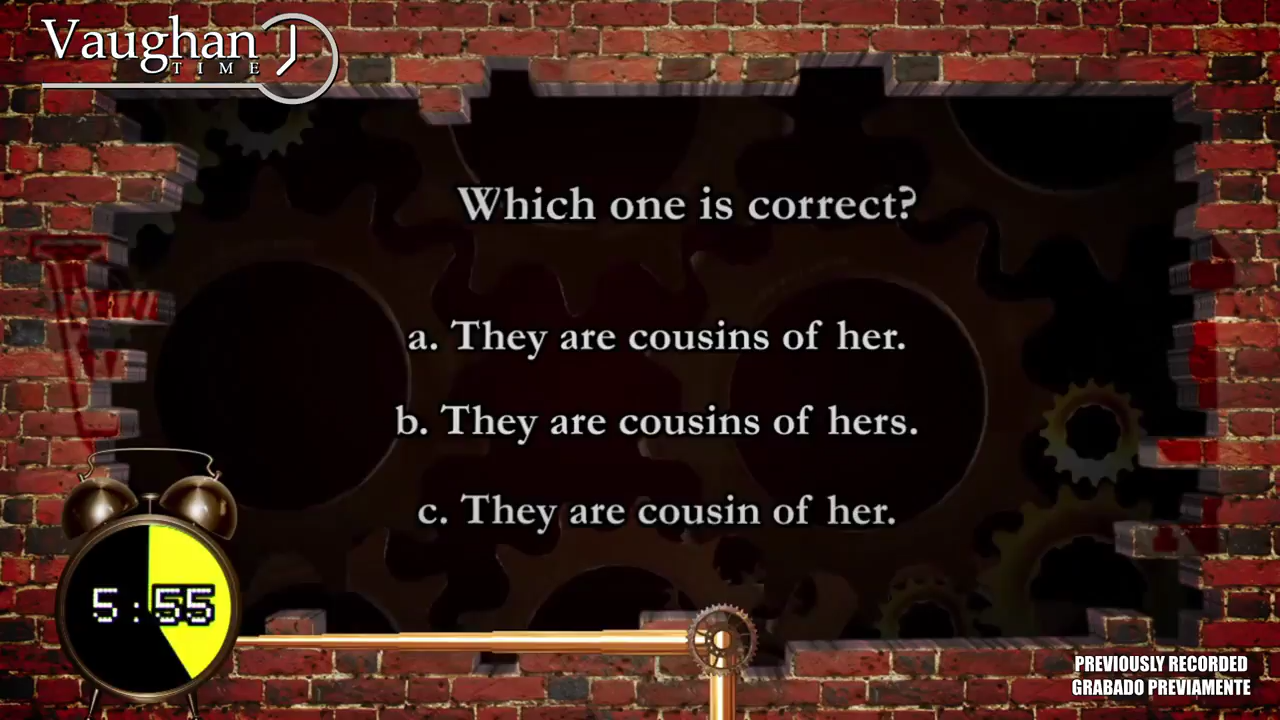 Vaughan
TIME
Which one is correct?
a. They are cousins of her.
b. They are cousins of hers.
c. They are cousin of her.
5:55
PREVIOUSLY RECORDED
GRABADO PREVIAMENTE